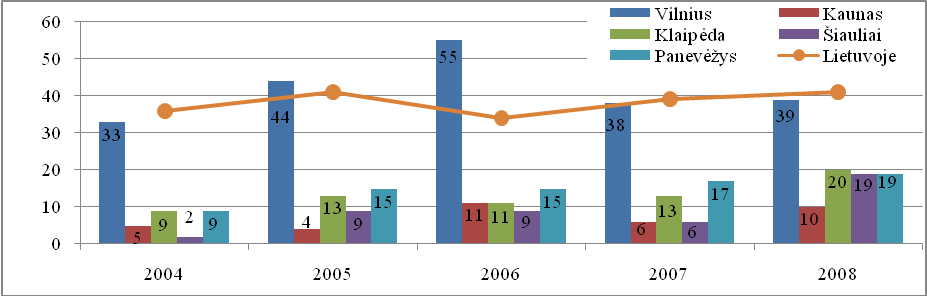 Vilnius Kaunas
Klaipėda Šiauliai
Panevėžys Lietuvoje
60
50
40
30
20
10
0
33 5 9 2 9
44 4 13 9 15
55 11 11 9 15
38 6 13 6 17
39 10 20 19 19
2004 2005 2006 2007 2008